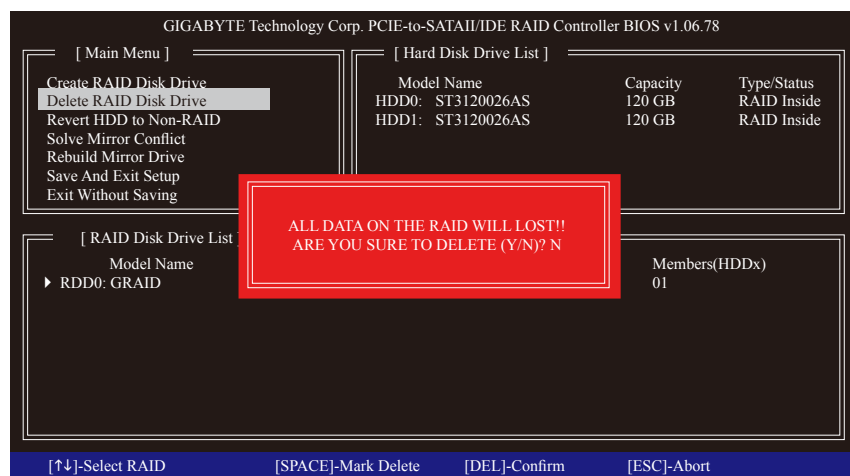 GIGABYTE Technology Corp. PCIE-to-SATAII/IDE RAID Controller BIOS v1.06.78
[ Main Menu ]
Create RAID Disk Drive
Delete RAID Disk Drive
Revert HDD to Non-RAID
Solve Mirror Conflict
Rebuild Mirror Drive
Save And Exit Setup
Exit Without Saving
[ Hard Disk Drive List ]
Model Name Capacity Type/Status
HDD0: ST3120026AS 120 GB RAID Inside
HDD1: ST3120026AS 120 GB RAID Inside
ALL DATA ON THE RAID WILL LOST!!
ARE YOU SURE TO DELETE (Y/N)? N
[ RAID Disk Drive List ]
Model Name Members(HDDx)
RDD0: GRAID 01
[↑↓]-Select RAID [SPACE]-Mark Delete [DEL]-Confirm [ESC]-Abort